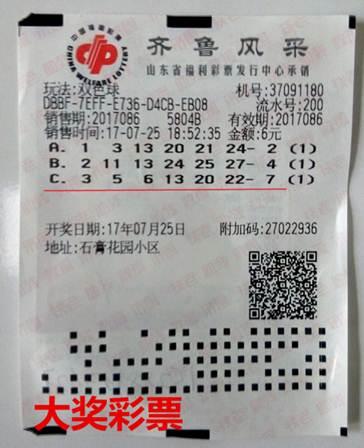 中国福利彩票
CHINA WELFARE LOTTERY
齐鲁风采
山东省福利彩票发行中心承销
玩法:双色球 机号:37091180
D8BF-7EFF-E736-D4CB-EB08 流水号:200
销售期:2017086 5804B 有效期:2017086
销售时间:17-07-25 18:52:35 金额:6元
A. 1 3 13 20 21 24- 2 (1)
B. 2 11 13 24 25 27- 4 (1)
C. 3 5 6 13 20 22- 7 (1)
开奖日期:17年07月25日 附加码:27022936
地址:石膏花园小区
大奖彩票